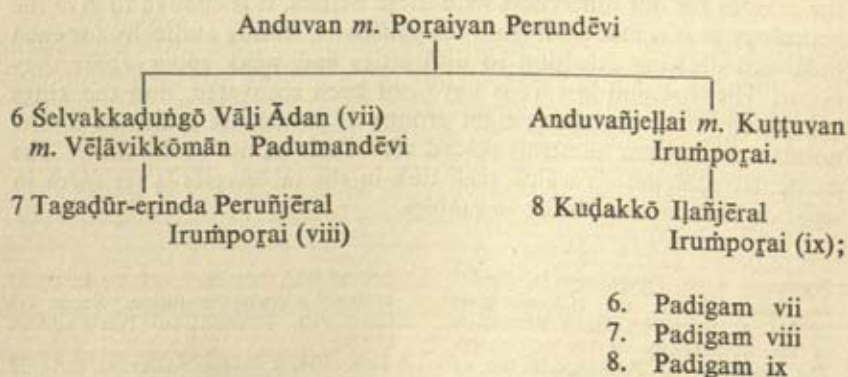 Anduvan m. Poṟaiyan Perundēvi
6 Śelvakkaḍuṅgō Vāḻi Ādan (vii)
m. Vēḷāvikkōmān Padumandēvi
Anduvañjeḷḷai m. Kuṭṭuvan
Irumpoṟai.
7 Tagaḍūr-eṟinda Peruñjēral
Irumpoṟai (viii)
8 Kuḍakkō Iḷañjēral
Irumpoṟai (ix);
6. Padigam vii
7. Padigam viii
8. Padigam ix